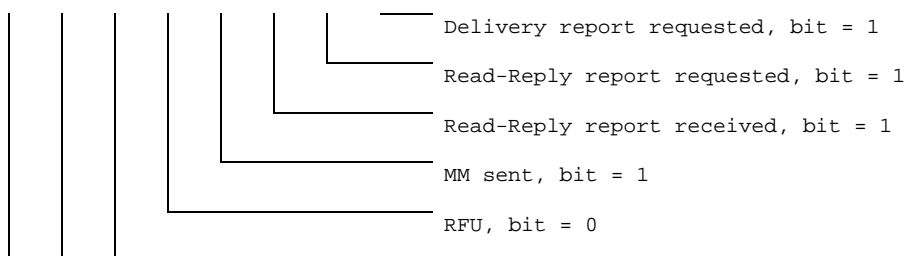 Delivery report requested, bit = 1
Read-Reply report requested, bit = 1
Read-Reply report received, bit = 1
MM sent, bit = 1
RFU, bit = 0